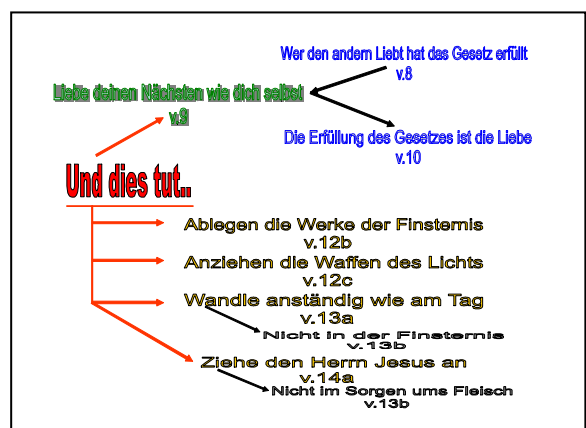 Wer den andern Liebt hat das Gesetz erfüllt
v.8
Liebe deinen Nächsten wie dich selbst
v.9
Die Erfüllung des Gesetzes ist die Liebe
v.10
Und dies tut..
Ablegen die Werke der Finsternis
v.12b
Anziehen die Waffen des Lichts
v.12c
Wandle anständig wie am Tag
v.13a
Nicht in der Finsternis
v.13b
Ziehe den Herrn Jesus an
v.14a
Nicht im Sorgen ums Fleisch
v.13b